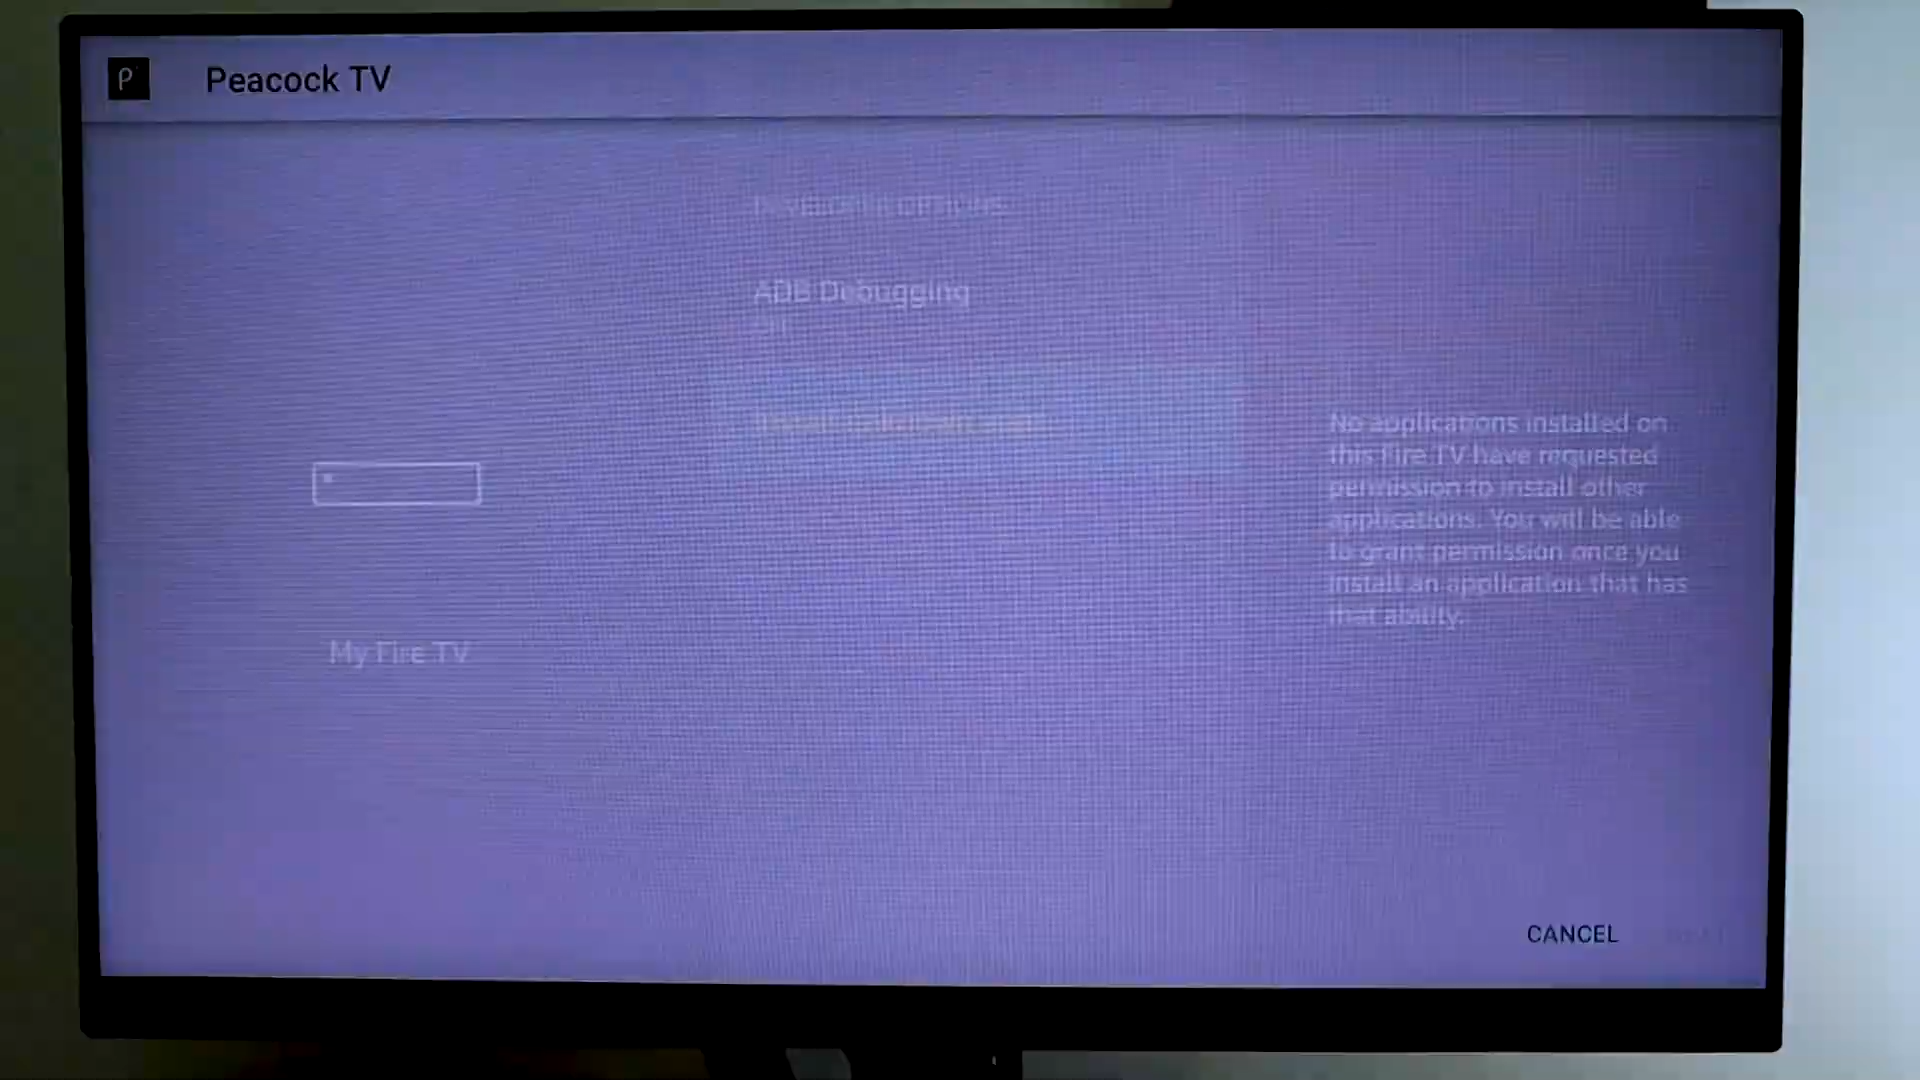 Peacock TV
DEVELOPER OPTIONS
ADB Debugging
My Fire TV
No applications installed on
this Fire TV have requested
permission to install other
applications. You will be able
to grant permission once you
install an application that has
that ability.
CANCEL